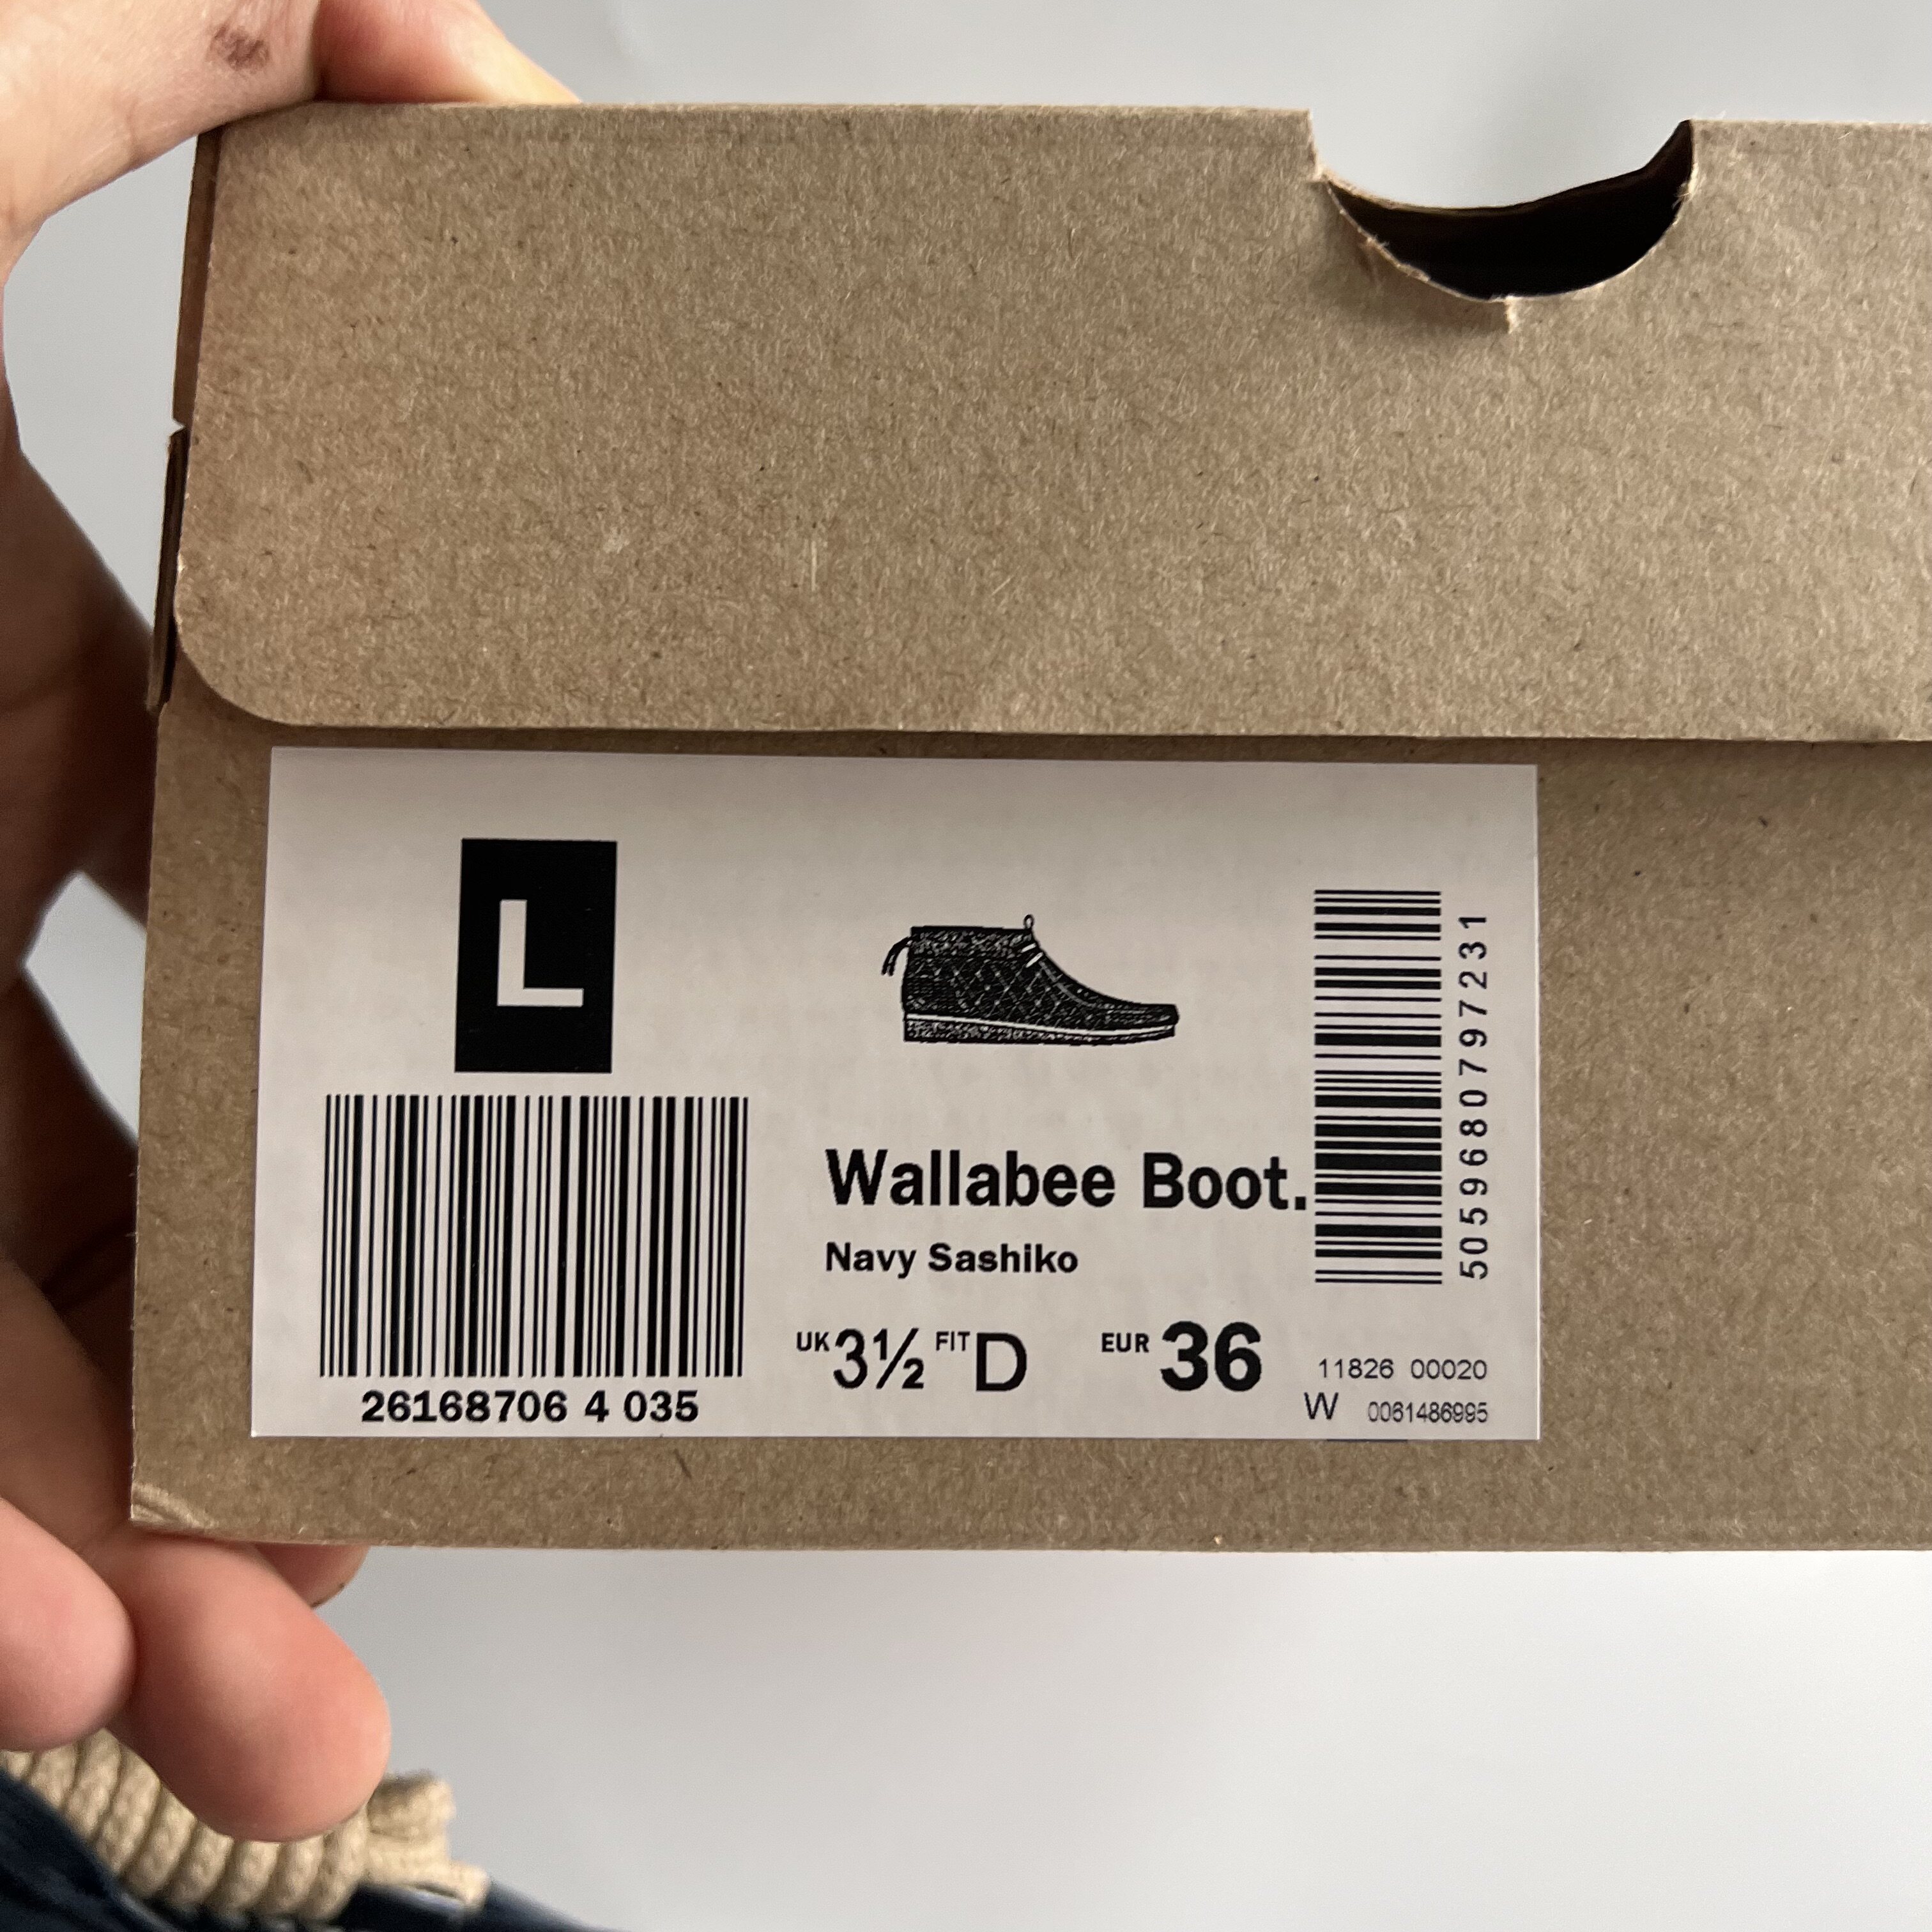 L
26168706 4 035
Wallabee Boot.
Navy Sashiko
UK 3½ FIT D EUR 36
5059680797231
11826 00020
W 0061486995